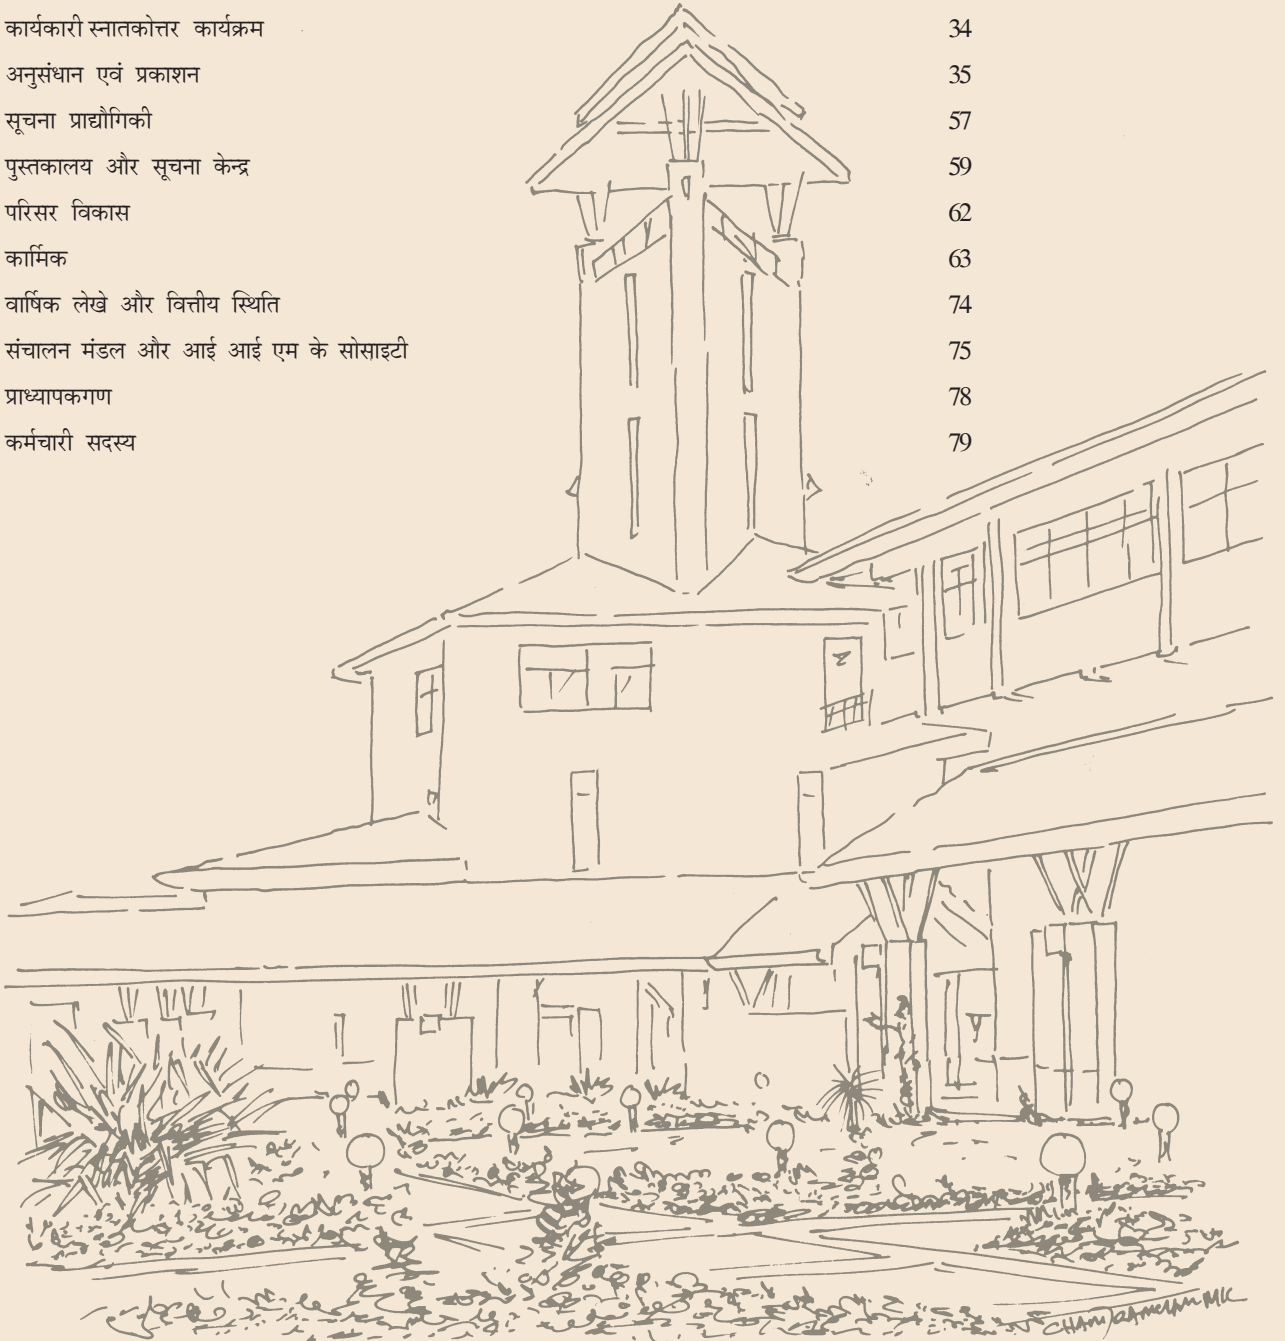 कार्यकारी स्नातकोत्तर कार्यक्रम 34
अनुसंधान एवं प्रकाशन 35
सूचना प्राद्यौगिकी 57
पुस्तकालय और सूचना केन्द्र 59
परिसर विकास 62
कार्मिक 63
वार्षिक लेखे और वित्तीय स्थिति 74
संचालन मंडल और आई आई एम के सोसाइटी 75
प्राध्यापकगण 78
कर्मचारी सदस्य 79